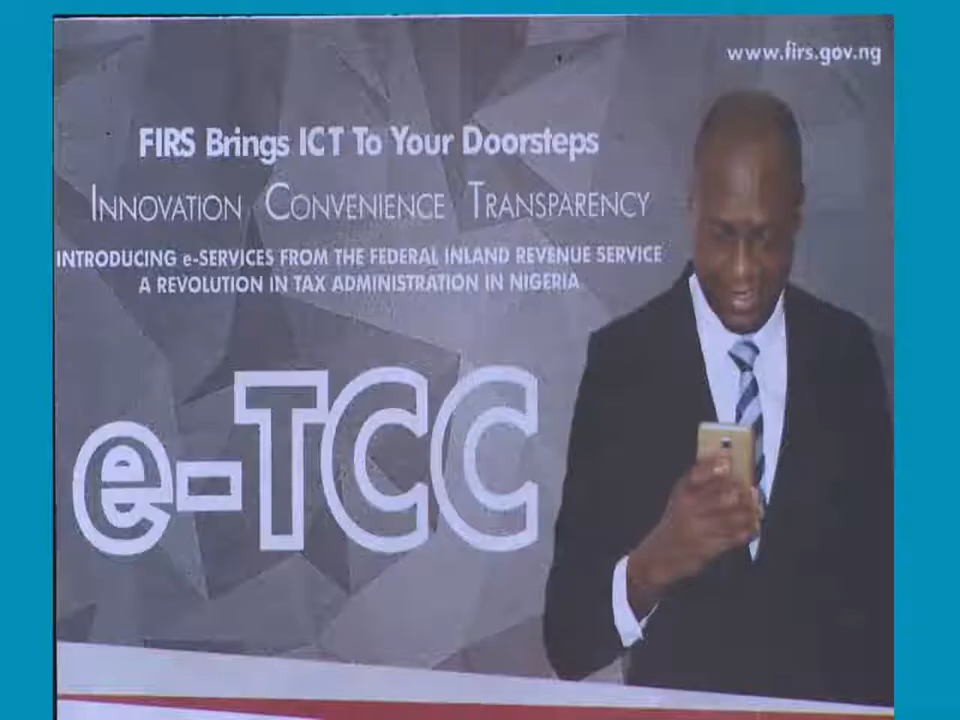 www.firs.gov.ng
FIRS Brings ICT To Your Doorsteps
INNOVATION CONVENIENCE TRANSPARENCY
INTRODUCING e-SERVICES FROM THE FEDERAL INLAND REVENUE SERVICE
A REVOLUTION IN TAX ADMINISTRATION IN NIGERIA
e-TCC